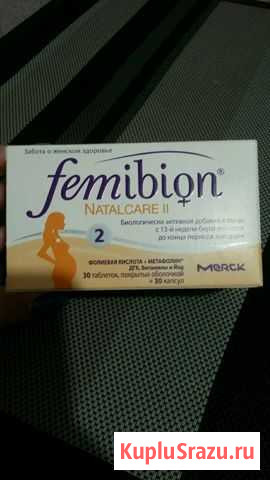 Забота о женском здоровье
femibion®
NATALCARE II
Биологически активная добавка к пище
2
с 13-й недели беременности
до конца периода
ФОЛИЕВАЯ КИСЛОТА + МЕТАФОЛИН®
ДГК, Витамины и Йод
30 таблеток, покрытых оболочкой
+ 30 капсул
MERCK
KupluSrazu.ru